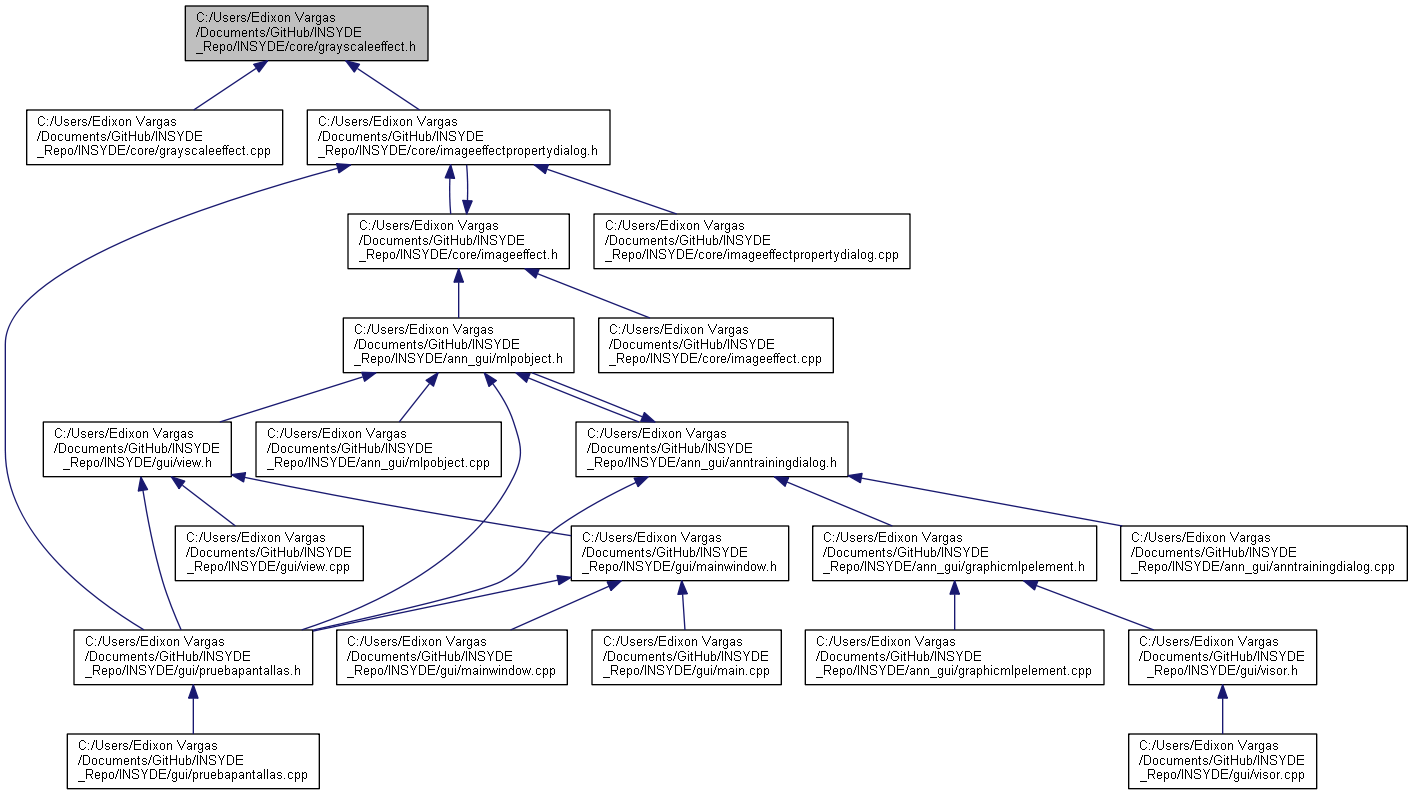 C:/Users/Edixon Vargas
/Documents/GitHub/INSYDE
_Repo/INSYDE/core/grayscaleeffect.h
C:/Users/Edixon Vargas
/Documents/GitHub/INSYDE
_Repo/INSYDE/core/grayscaleeffect.cpp
C:/Users/Edixon Vargas
/Documents/GitHub/INSYDE
_Repo/INSYDE/core/imageeffectpropertydialog.h
C:/Users/Edixon Vargas
/Documents/GitHub/INSYDE
_Repo/INSYDE/core/imageeffect.h
C:/Users/Edixon Vargas
/Documents/GitHub/INSYDE
_Repo/INSYDE/core/imageeffectpropertydialog.cpp
C:/Users/Edixon Vargas
/Documents/GitHub/INSYDE
_Repo/INSYDE/ann_gui/mlpobject.h
C:/Users/Edixon Vargas
/Documents/GitHub/INSYDE
_Repo/INSYDE/core/imageeffect.cpp
C:/Users/Edixon Vargas
/Documents/GitHub/INSYDE
_Repo/INSYDE/gui/view.h
C:/Users/Edixon Vargas
/Documents/GitHub/INSYDE
_Repo/INSYDE/ann_gui/mlpobject.cpp
C:/Users/Edixon Vargas
/Documents/GitHub/INSYDE
_Repo/INSYDE/ann_gui/anntrainingdialog.h
C:/Users/Edixon Vargas
/Documents/GitHub/INSYDE
_Repo/INSYDE/gui/view.cpp
C:/Users/Edixon Vargas
/Documents/GitHub/INSYDE
_Repo/INSYDE/gui/mainwindow.h
C:/Users/Edixon Vargas
/Documents/GitHub/INSYDE
_Repo/INSYDE/ann_gui/graphicmlpelement.h
C:/Users/Edixon Vargas
/Documents/GitHub/INSYDE
_Repo/INSYDE/ann_gui/anntrainingdialog.cpp
C:/Users/Edixon Vargas
/Documents/GitHub/INSYDE
_Repo/INSYDE/gui/pruebapantallas.h
C:/Users/Edixon Vargas
/Documents/GitHub/INSYDE
_Repo/INSYDE/gui/mainwindow.cpp
C:/Users/Edixon Vargas
/Documents/GitHub/INSYDE
_Repo/INSYDE/gui/main.cpp
C:/Users/Edixon Vargas
/Documents/GitHub/INSYDE
_Repo/INSYDE/ann_gui/graphicmlpelement.cpp
C:/Users/Edixon Vargas
/Documents/GitHub/INSYDE
_Repo/INSYDE/gui/visor.h
C:/Users/Edixon Vargas
/Documents/GitHub/INSYDE
_Repo/INSYDE/gui/pruebapantallas.cpp
C:/Users/Edixon Vargas
/Documents/GitHub/INSYDE
_Repo/INSYDE/gui/visor.cpp